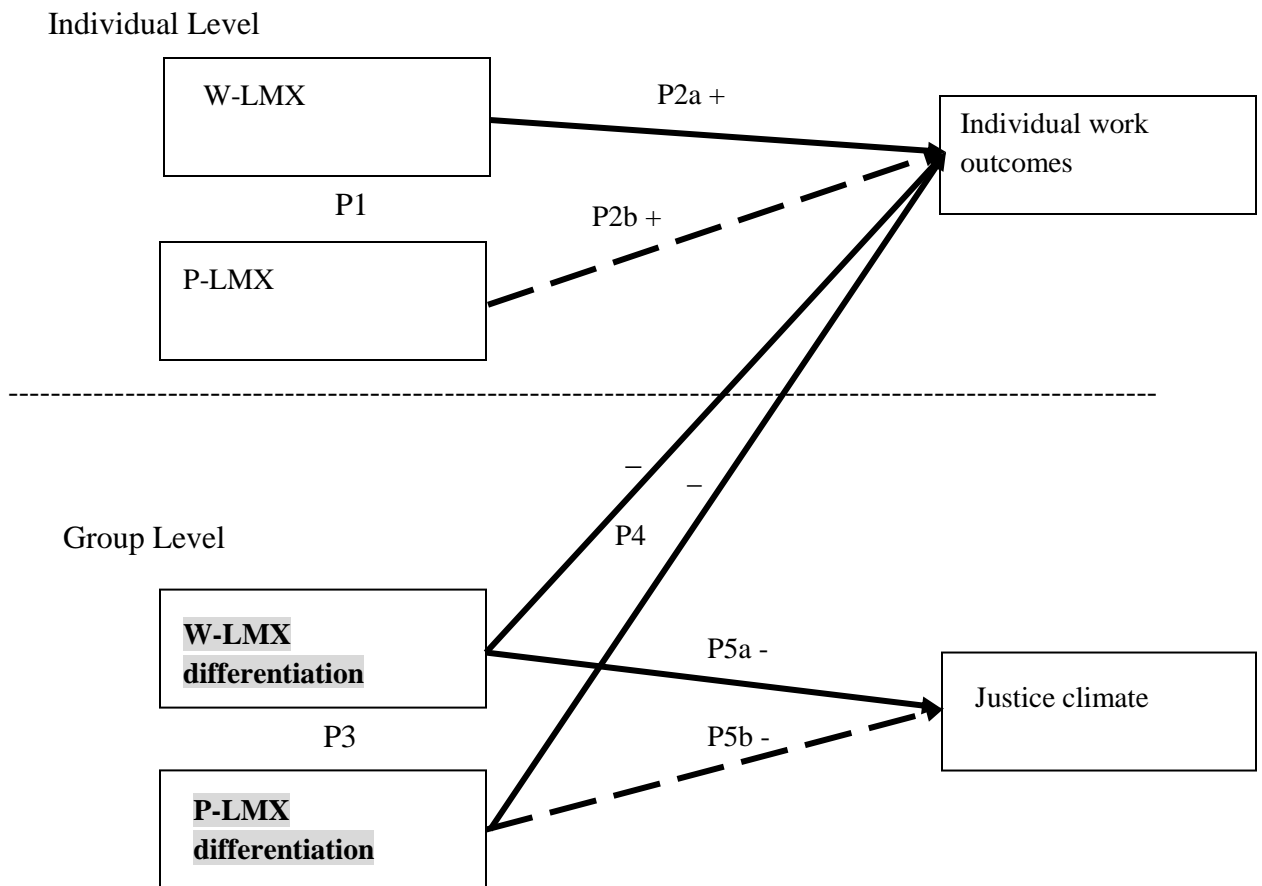 Individual Level
W-LMX
P2a +
Individual work
outcomes
P1
P2b +
P-LMX
–
–
P4
Group Level
W-LMX
differentiation
P5a -
Justice climate
P3
P5b -
P-LMX
differentiation